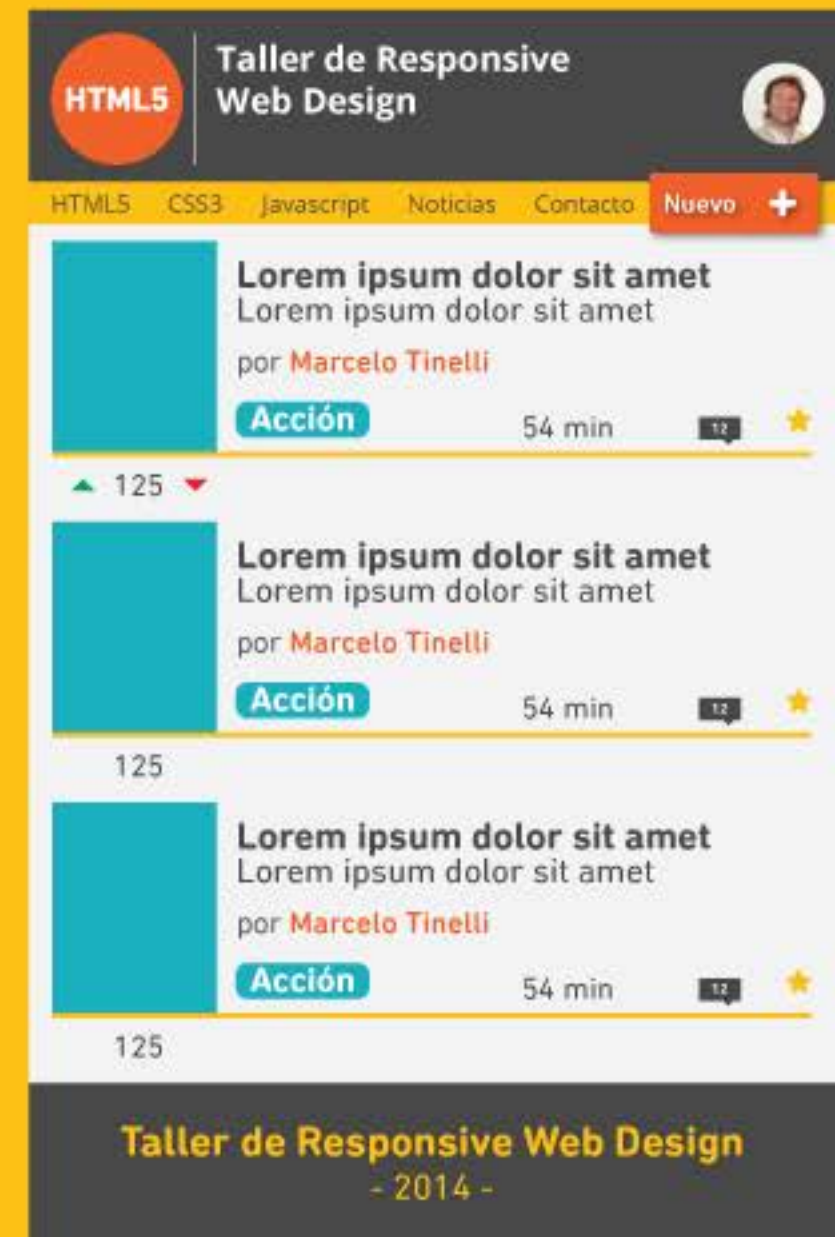 HTML5
Taller de Responsive
Web Design
HTML5 CSS3 Javascript Noticias Contacto Nuevo +
Lorem ipsum dolor sit amet
Lorem ipsum dolor sit amet
por Marcelo Tinelli
Acción 54 min 12
125
Lorem ipsum dolor sit amet
Lorem ipsum dolor sit amet
por Marcelo Tinelli
Acción 54 min 12
125
Lorem ipsum dolor sit amet
Lorem ipsum dolor sit amet
por Marcelo Tinelli
Acción 54 min 12
125
Taller de Responsive Web Design
- 2014 -